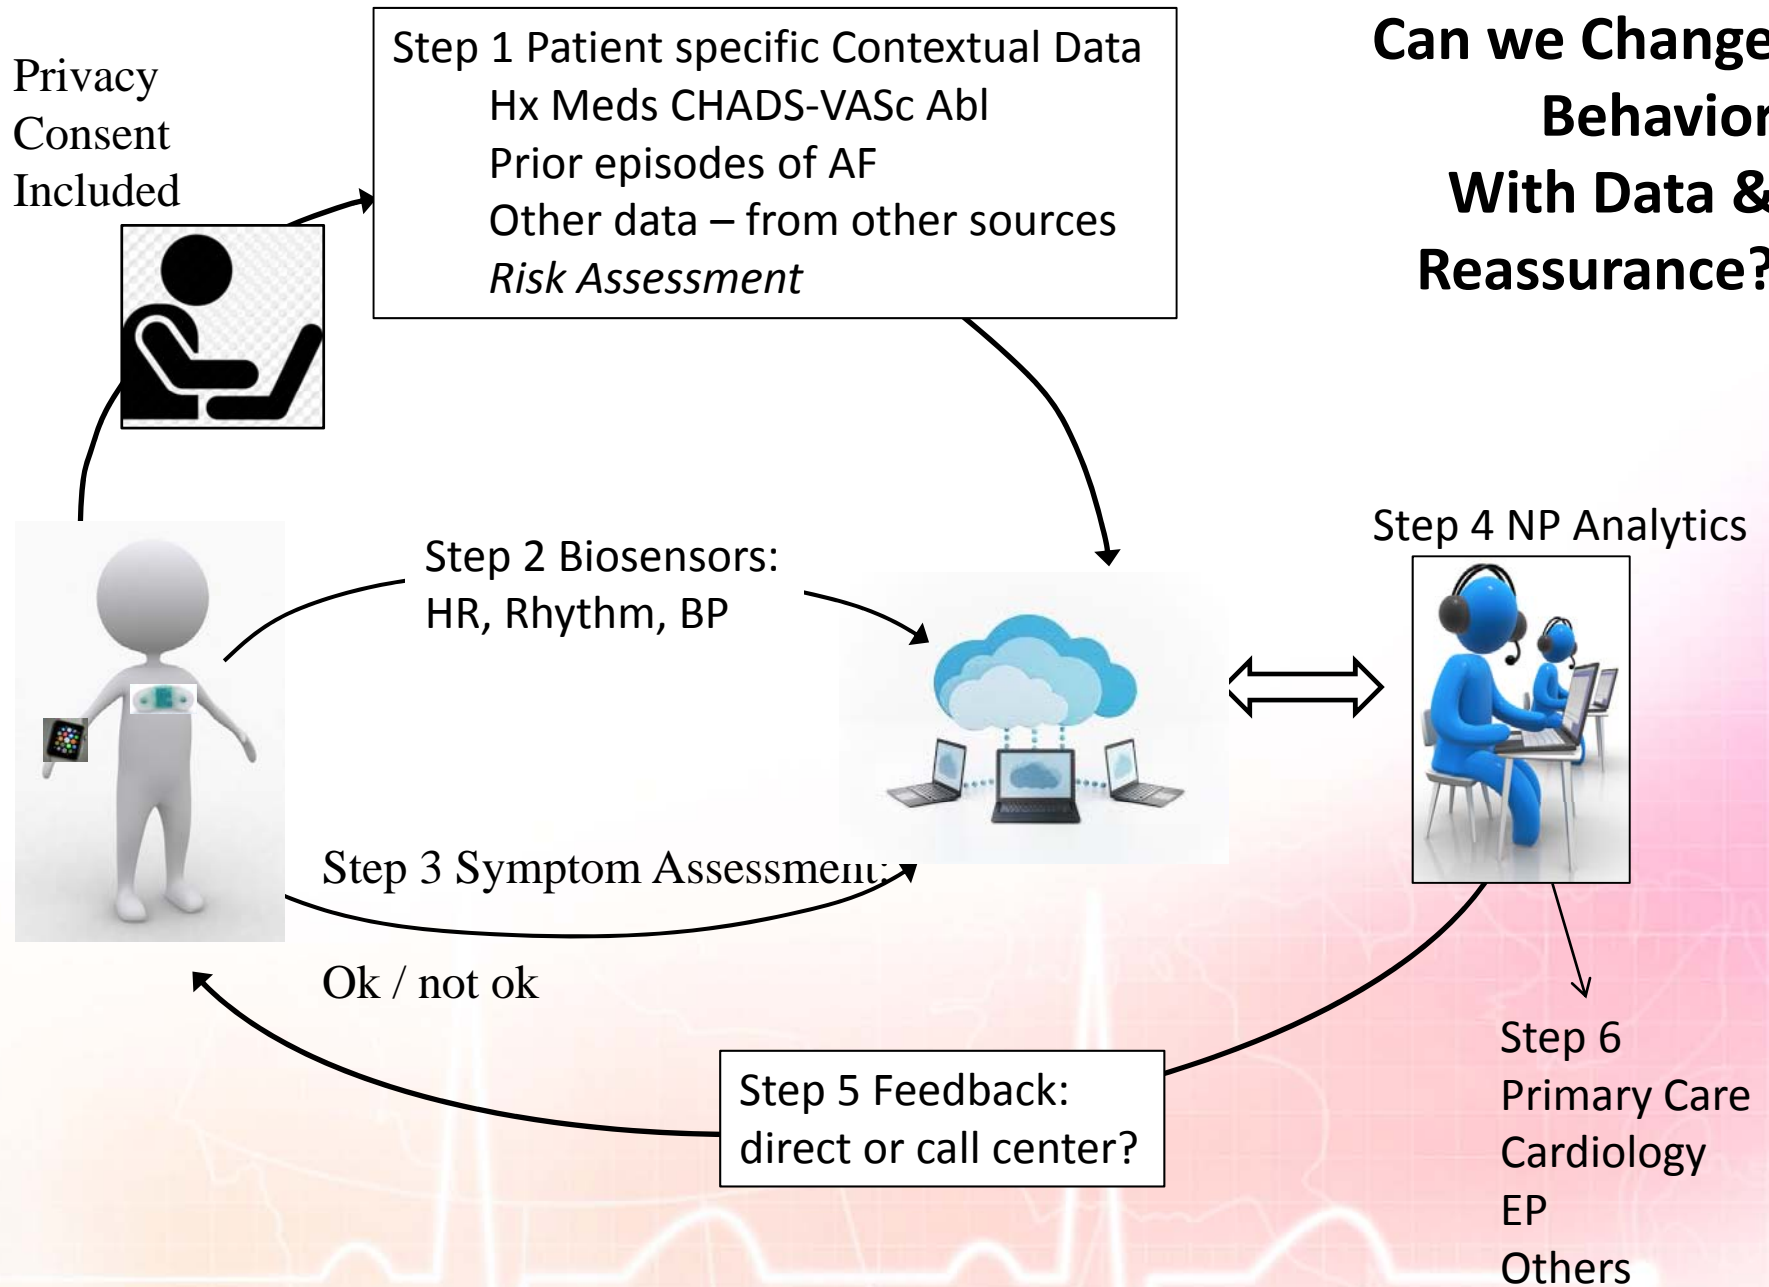 Privacy
Consent
Included
Step 1 Patient specific Contextual Data
Hx Meds CHADS-VASc Abl
Prior episodes of AF
Other data – from other sources
Risk Assessment
Can we Change
Behavior
With Data &
Reassurance?
Step 2 Biosensors:
HR, Rhythm, BP
Step 4 NP Analytics
Step 3 Symptom Assessment:
Ok / not ok
Step 5 Feedback:
direct or call center?
Step 6
Primary Care
Cardiology
EP
Others